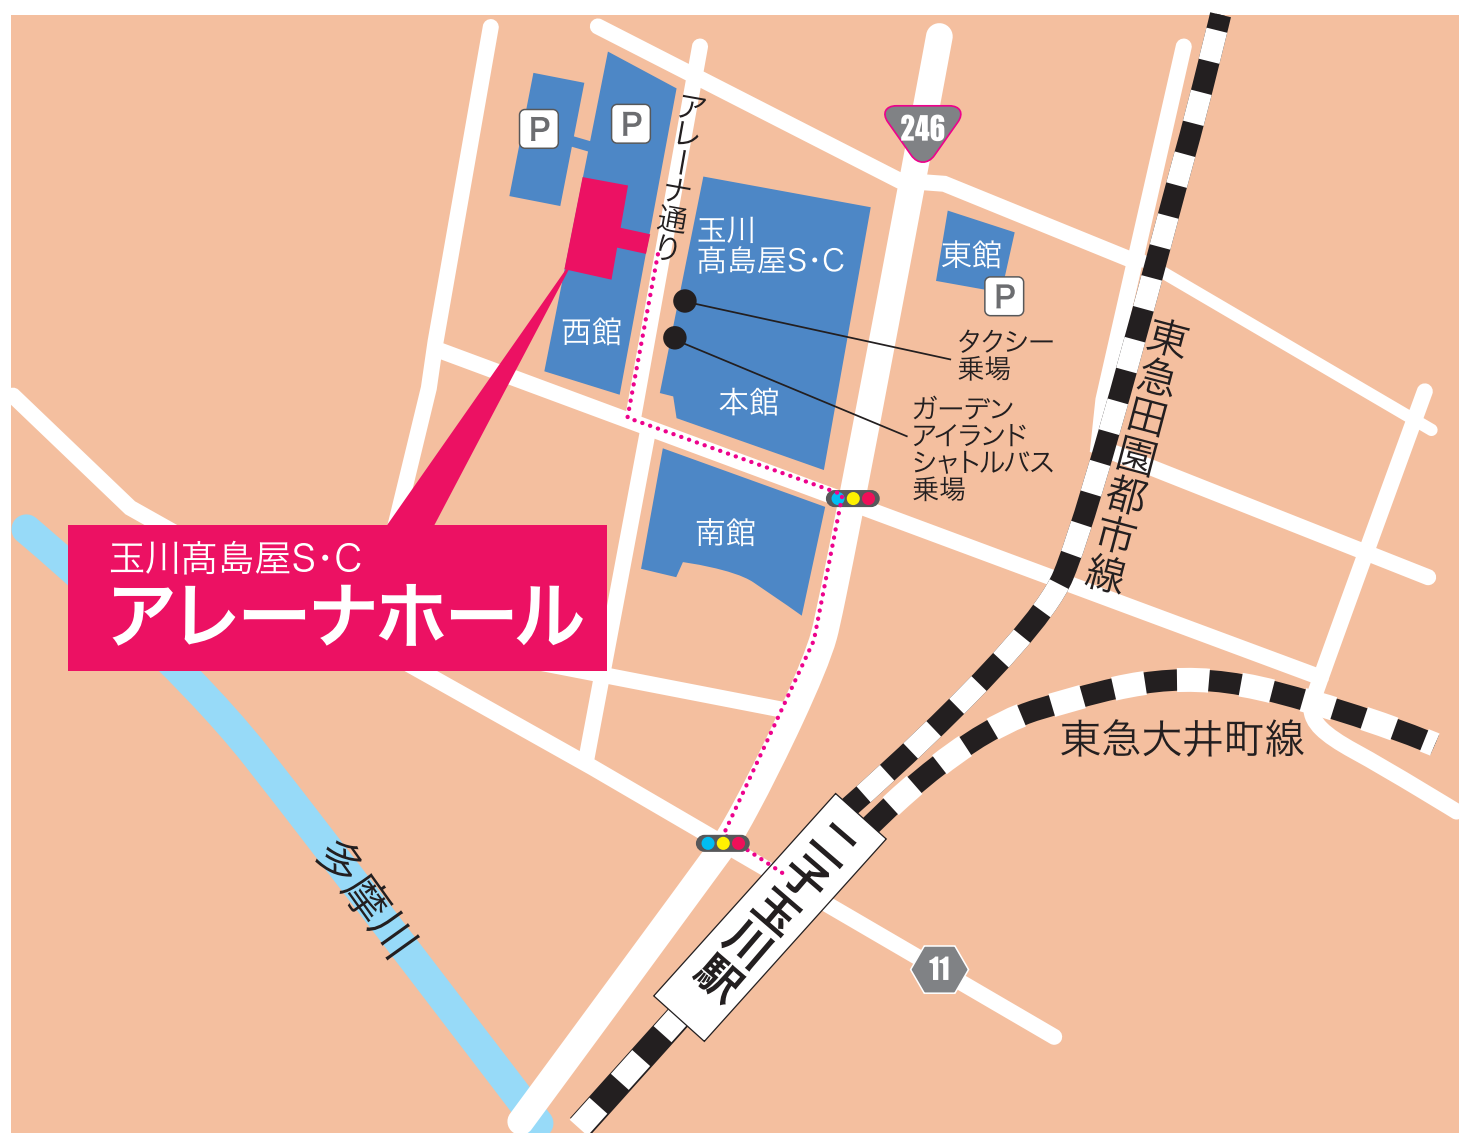 P
P
アレーナ通り
246
玉川
髙島屋S・C
東館
P
西館
タクシー
乗場
本館
ガーデン
アイランド
シャトルバス
乗場
東急田園都市線
南館
玉川髙島屋S・C
アレーナホール
東急大井町線
多摩川
二子玉川駅
11